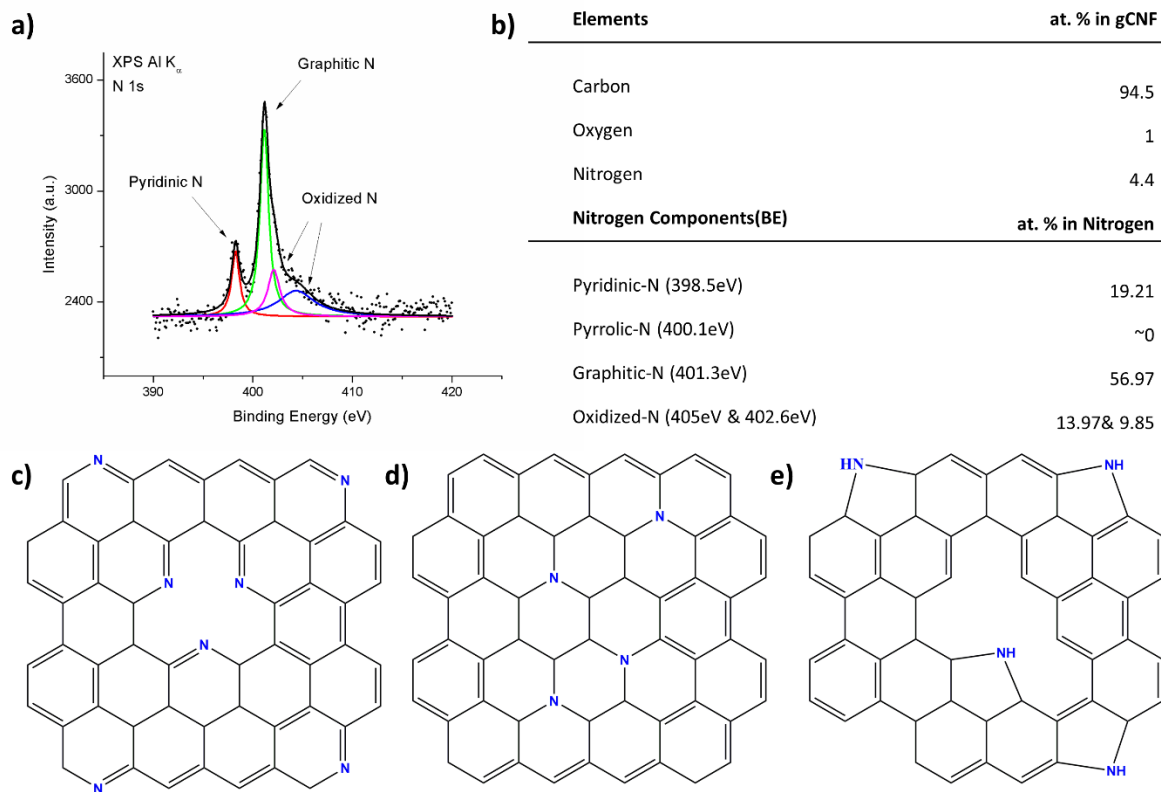 a)
XPS Al Kα
N 1s
Graphitic N
Pyridinic N
Oxidized N
3600
3000
2400
Intensity (a.u.)
390 400 410 420
Binding Energy (eV)
b)
Elements at. % in gCNF
Carbon 94.5
Oxygen 1
Nitrogen 4.4
Nitrogen Components(BE) at. % in Nitrogen
Pyridinic-N (398.5eV) 19.21
Pyrrolic-N (400.1eV) ~0
Graphitic-N (401.3eV) 56.97
Oxidized-N (405eV & 402.6eV) 13.97& 9.85
c)
N
N
N
N
N
N
N
d)
N
N
N
N
e)
HN
NH
NH
NH